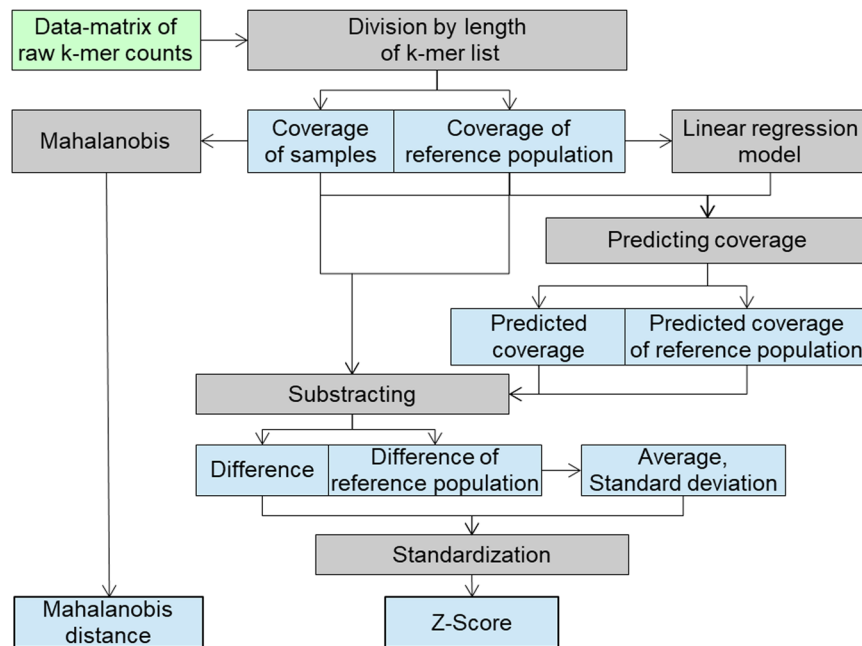 Data-matrix of
raw k-mer counts
Division by length
of k-mer list
Mahalanobis
Coverage
of samples
Coverage of
reference population
Linear regression
model
Predicting coverage
Predicted
coverage
Predicted coverage
of reference population
Substracting
Difference
Difference of
reference population
Average,
Standard deviation
Standardization
Mahalanobis
distance
Z-Score